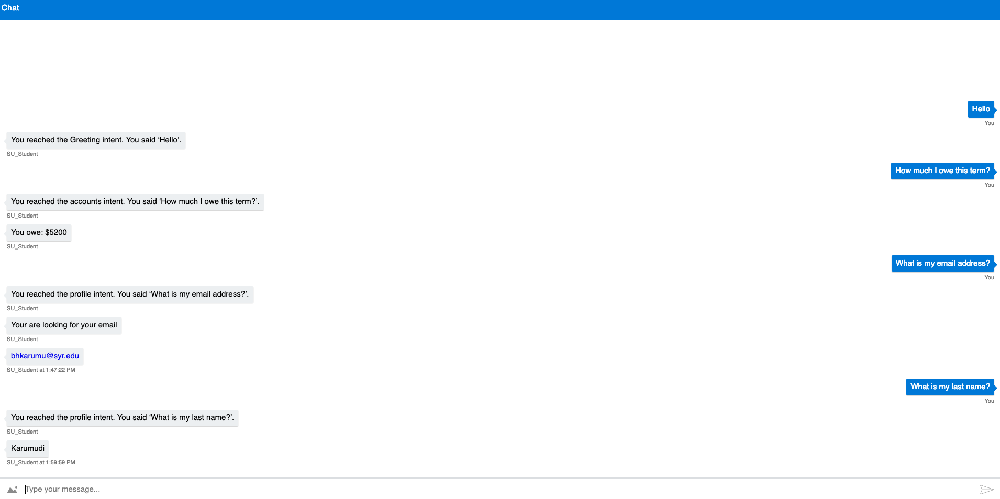 Chat
Hello
You
You reached the Greeting intent. You said ‘Hello’.
SU_Student
How much I owe this term?
You
You reached the accounts intent. You said ‘How much I owe this term?’.
SU_Student
You owe: $5200
SU_Student
What is my email address?
You
You reached the profile intent. You said ‘What is my email address?’.
SU_Student
Your are looking for your email
SU_Student
bhkarumu@syr.edu
SU_Student at 1:47:22 PM
What is my last name?
You
You reached the profile intent. You said ‘What is my last name?’.
SU_Student
Karumudi
SU_Student at 1:59:59 PM
Type your message...